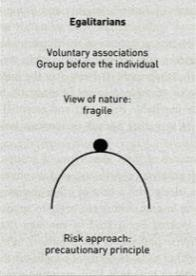 Egalitarians
Voluntary associations
Group before the individual
View of nature:
fragile
Risk approach:
precautionary principle